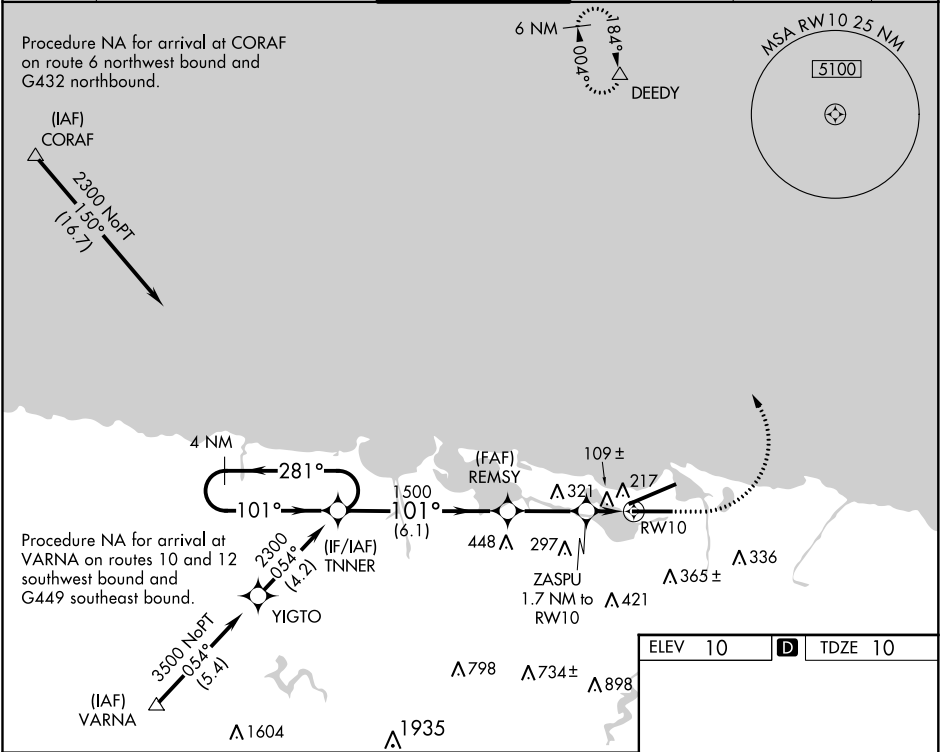 Procedure NA for arrival at CORAF
on route 6 northwest bound and
G432 northbound.
6 NM
184°
004°
DEEDY
MSA RW10 25 NM
5100
(IAF)
CORAF
2300 NoPT
150°
(16.7)
4 NM
281°
101°
(IF/IAF)
TNNER
1500
101°
(6.1)
(FAF)
REMSY
109 ±
321
217
RW10
448
297
ZASPU
1.7 NM to
RW10
336
365 ±
421
Procedure NA for arrival at
VARNA on routes 10 and 12
southwest bound and
G449 southeast bound.
2300
054°
(4.2)
YIGTO
3500 NoPT
054°
(5.4)
(IAF)
VARNA
798
734 ±
898
1604
1935
ELEV 10
D
TDZE 10